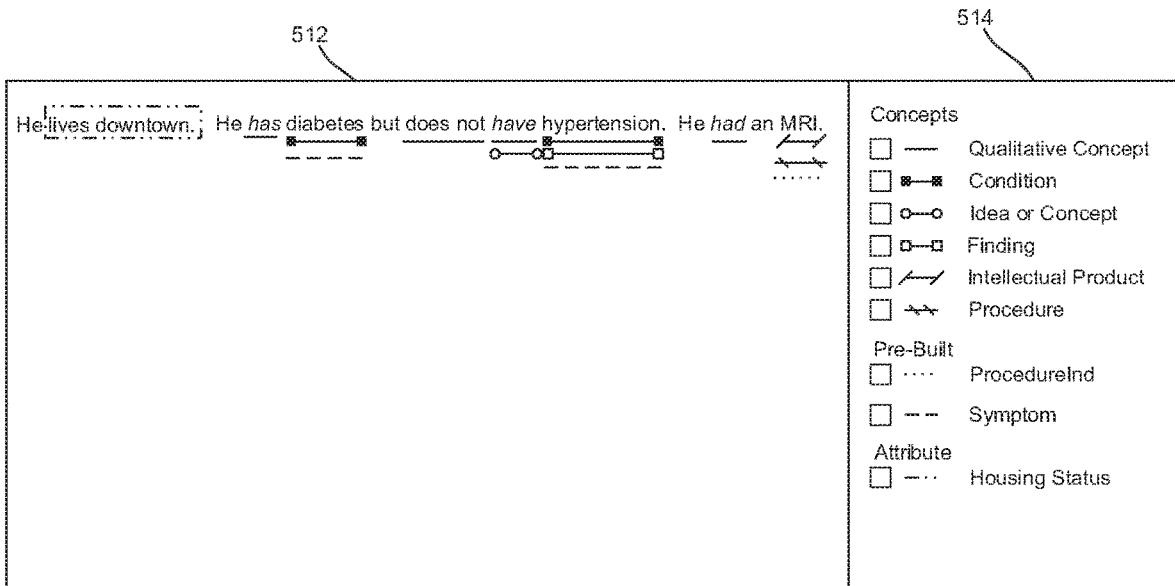 512
514
He lives downtown. He has diabetes but does not have hypertension. He had an MRI.
Concepts
Qualitative Concept
Condition
Idea or Concept
Finding
Intellectual Product
Procedure
Pre-Built
ProcedureInd
Symptom
Attribute
Housing Status